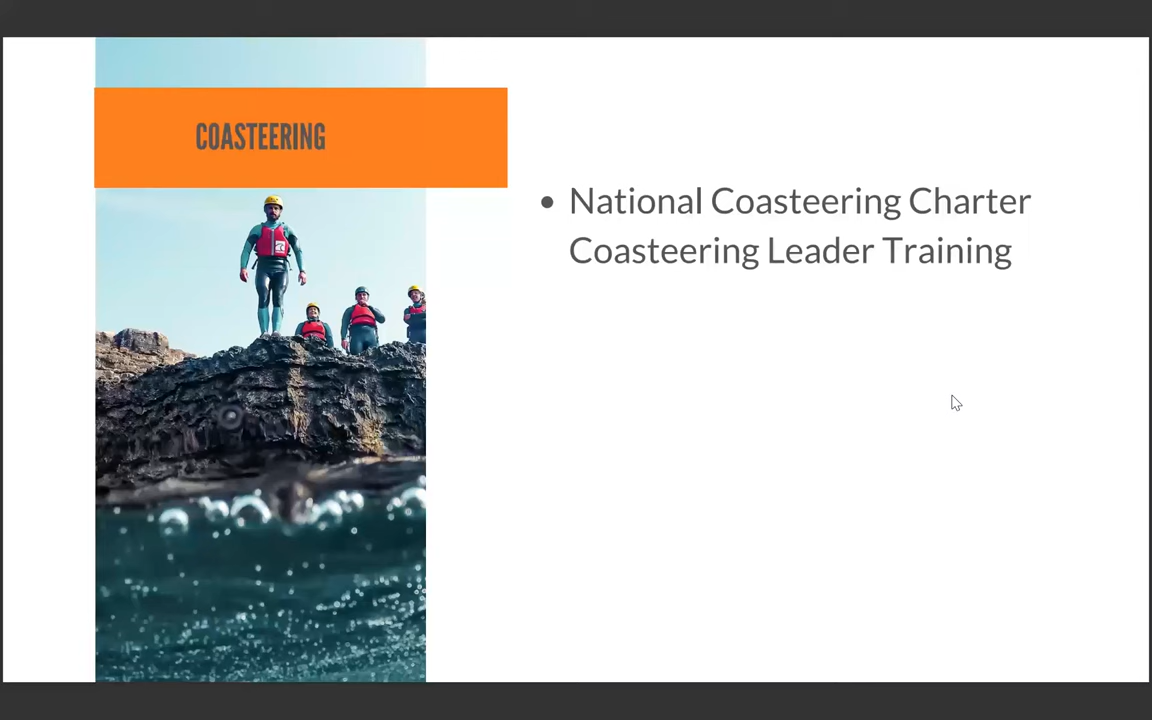 COASTEERING
• National Coasteering Charter
Coasteering Leader Training